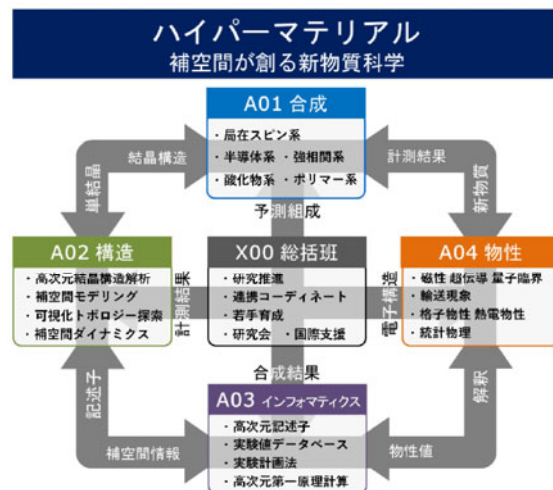 ハイパーマテリアル
補空間が創る新物質科学
A01 合成
・局在スピン系
・半導体系 ・強相関系
・酸化物系 ・ポリマー系
結晶構造
計測結果
単結晶
新物質
予測組成
A02 構造
・高次元結晶構造解析
・補空間モデリング
・可視化トポロジー探索
・補空間ダイナミクス
計測結果
X00 総括班
・研究推進
・連携コーディネート
・若手育成
・研究会 ・国際支援
電子構造
A04 物性
・磁性 超伝導 量子臨界
・輸送現象
・格子物性 熱電物性
・統計物理
合成結果
記述子
解釈
A03 インフォマティクス
・高次元記述子
・実験値データベース
・実験計画法
・高次元第一原理計算
補空間情報
物性値